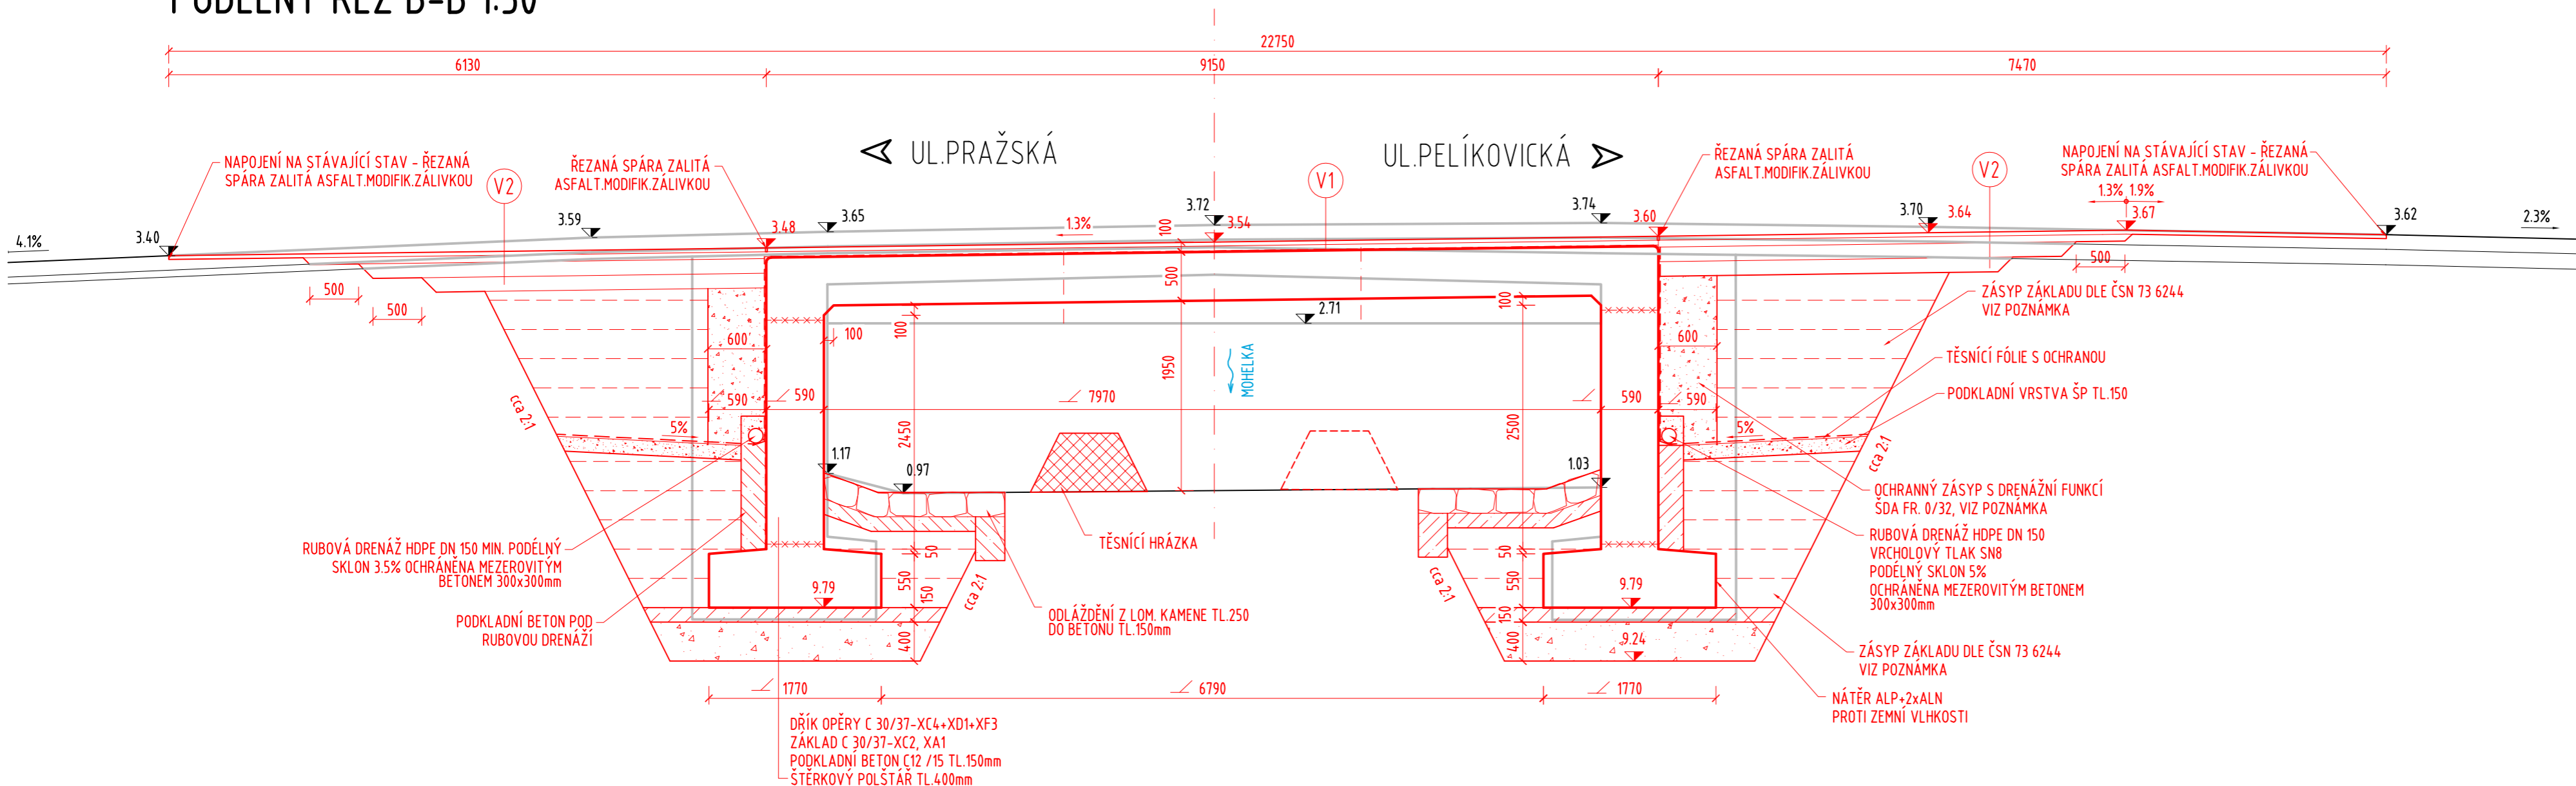 PODÉLNÝ ŘEZ B-B 1:50
22750
6130
9150
7470
UL.PRAŽSKÁ
UL.PELÍKOVICKÁ
NAPOJENÍ NA STÁVAJÍCÍ STAV - ŘEZANÁ
SPÁRA ZALITÁ ASFALT.MODIFIK.ZÁLIVKOU
V2
ŘEZANÁ SPÁRA ZALITÁ
ASFALT.MODIFIK.ZÁLIVKOU
V1
ŘEZANÁ SPÁRA ZALITÁ
ASFALT.MODIFIK.ZÁLIVKOU
V2
NAPOJENÍ NA STÁVAJÍCÍ STAV - ŘEZANÁ
SPÁRA ZALITÁ ASFALT.MODIFIK.ZÁLIVKOU
1.3% 1.9%
4.1%
3.40
3.59
3.48
3.65
1.3%
3.72
100
3.54
3.74
3.60
3.70
3.64
3.67
3.62
2.3%
500
500
500
500
600
100
100
2.71
100
600
1950
MOHELKA
590
590
7970
590
590
5%
2450
2500
5%
cca 2:1
cca 2:1
1.17
0.97
1.03
TĚSNÍCÍ HRÁZKA
ZÁSYP ZÁKLADU DLE ČSN 73 6244
VIZ POZNÁMKA
TĚSNÍCÍ FÓLIE S OCHRANOU
PODKLADNÍ VRSTVA ŠP TL.150
OCHRANNÝ ZÁSYP S DRENÁŽNÍ FUNKCÍ
ŠDA FR. 0/32, VIZ POZNÁMKA
RUBOVÁ DRENÁŽ HDPE DN 150
VRCHOLOVÝ TLAK SN8
PODÉLNÝ SKLON 5%
OCHRÁNĚNA MEZEROVITÝM BETONEM
300x300mm
RUBOVÁ DRENÁŽ HDPE DN 150 MIN. PODÉLNÝ
SKLON 3.5% OCHRÁNĚNA MEZEROVITÝM
BETONEM 300x300mm
PODKLADNÍ BETON POD
RUBOVOU DRENÁŽÍ
50
550
150
400
cca 2:1
9.79
ODLÁŽDĚNÍ Z LOM. KAMENE TL.250
DO BETONU TL.150mm
cca 2:1
50
550
150
400
9.79
9.24
ZÁSYP ZÁKLADU DLE ČSN 73 6244
VIZ POZNÁMKA
NÁTĚR ALP+2xALN
PROTI ZEMNÍ VLHKOSTI
1770
6790
1770
DŘÍK OPĚRY C 30/37-XC4+XD1+XF3
ZÁKLAD C 30/37-XC2, XA1
PODKLADNÍ BETON C12 /15 TL.150mm
ŠTĚRKOVÝ POLŠTÁŘ TL.400mm